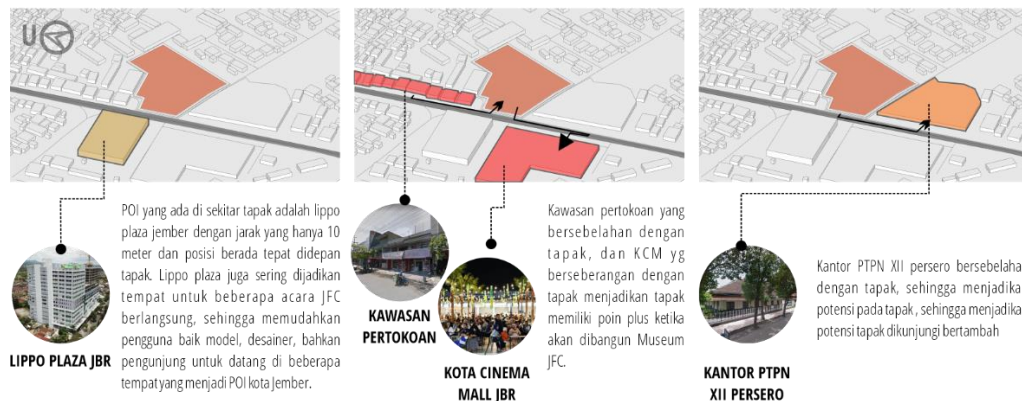 U
POI yang ada di sekitar tapak adalah lippo
plaza jember dengan jarak yang hanya 10
meter dan posisi berada tepat didepan
tapak. Lippo plaza juga sering dijadikan
tempat untuk beberapa acara JFC
berlangsung, sehingga memudahkan
pengguna baik model, desainer, bahkan
pengunjung untuk datang di beberapa
tempat yang menjadi POI kota Jember.
LIPPO PLAZA JBR
KAWASAN
PERTOKOAN
KOTA CINEMA
MALL JBR
Kawasan pertokoan yang
bersebelahan dengan
tapak, dan KCM yg
berseberangan dengan
tapak menjadikan tapak
memiliki poin plus ketika
akan dibangun Museum
JFC.
KANTOR PTPN
XII PERSERO
Kantor PTPN XII persero bersebelaha
dengan tapak, sehingga menjadika
potensi pada tapak , sehingga menjadika
potensi tapak dikunjungi bertambah